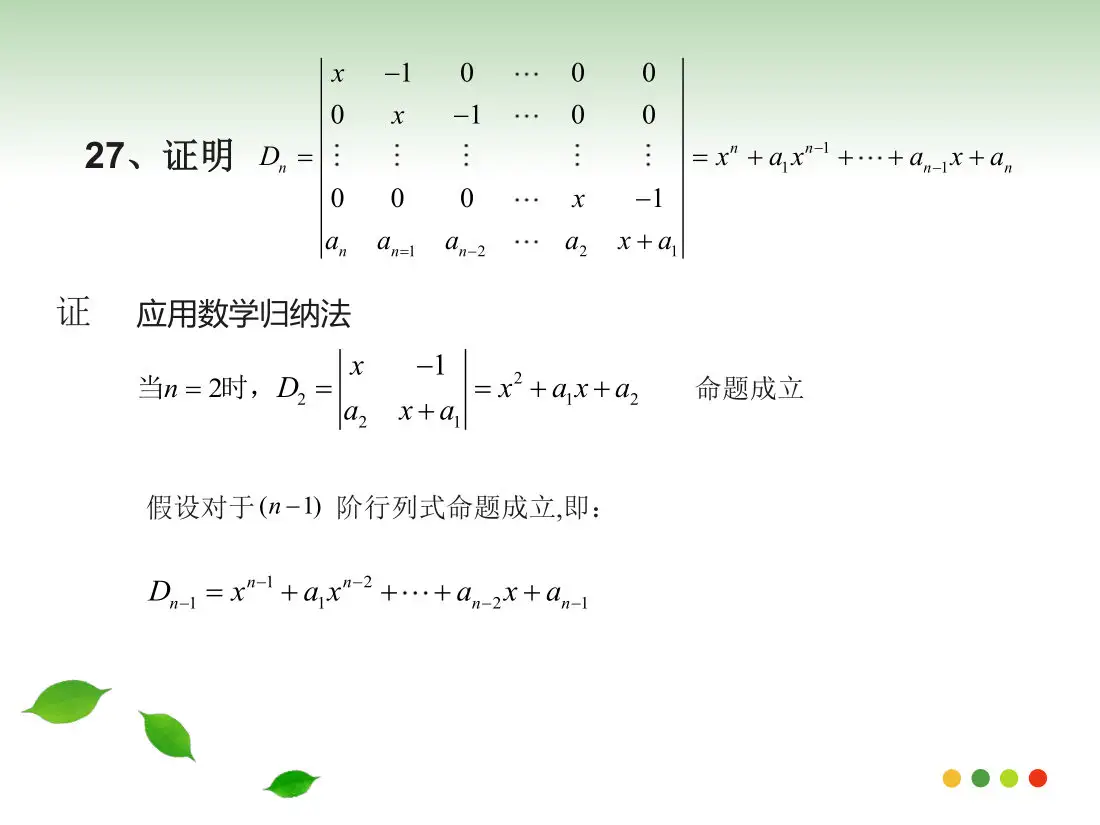 27、证明 Dₙ = | x −1 0 ⋯ 0 0
0 x −1 ⋯ 0 0
⋮ ⋮ ⋮ ⋮ ⋮
0 0 0 ⋯ x −1
aₙ aₙ₌₁ aₙ₋₂ ⋯ a₂ x + a₁ | = xⁿ + a₁xⁿ⁻¹ + ⋯ + aₙ₋₁x + aₙ
证 应用数学归纳法
当n = 2时，D₂ = | x −1
a₂ x + a₁ | = x² + a₁x + a₂ 命题成立
假设对于 (n − 1) 阶行列式命题成立,即：
Dₙ₋₁ = xⁿ⁻¹ + a₁xⁿ⁻² + ⋯ + aₙ₋₂x + aₙ₋₁